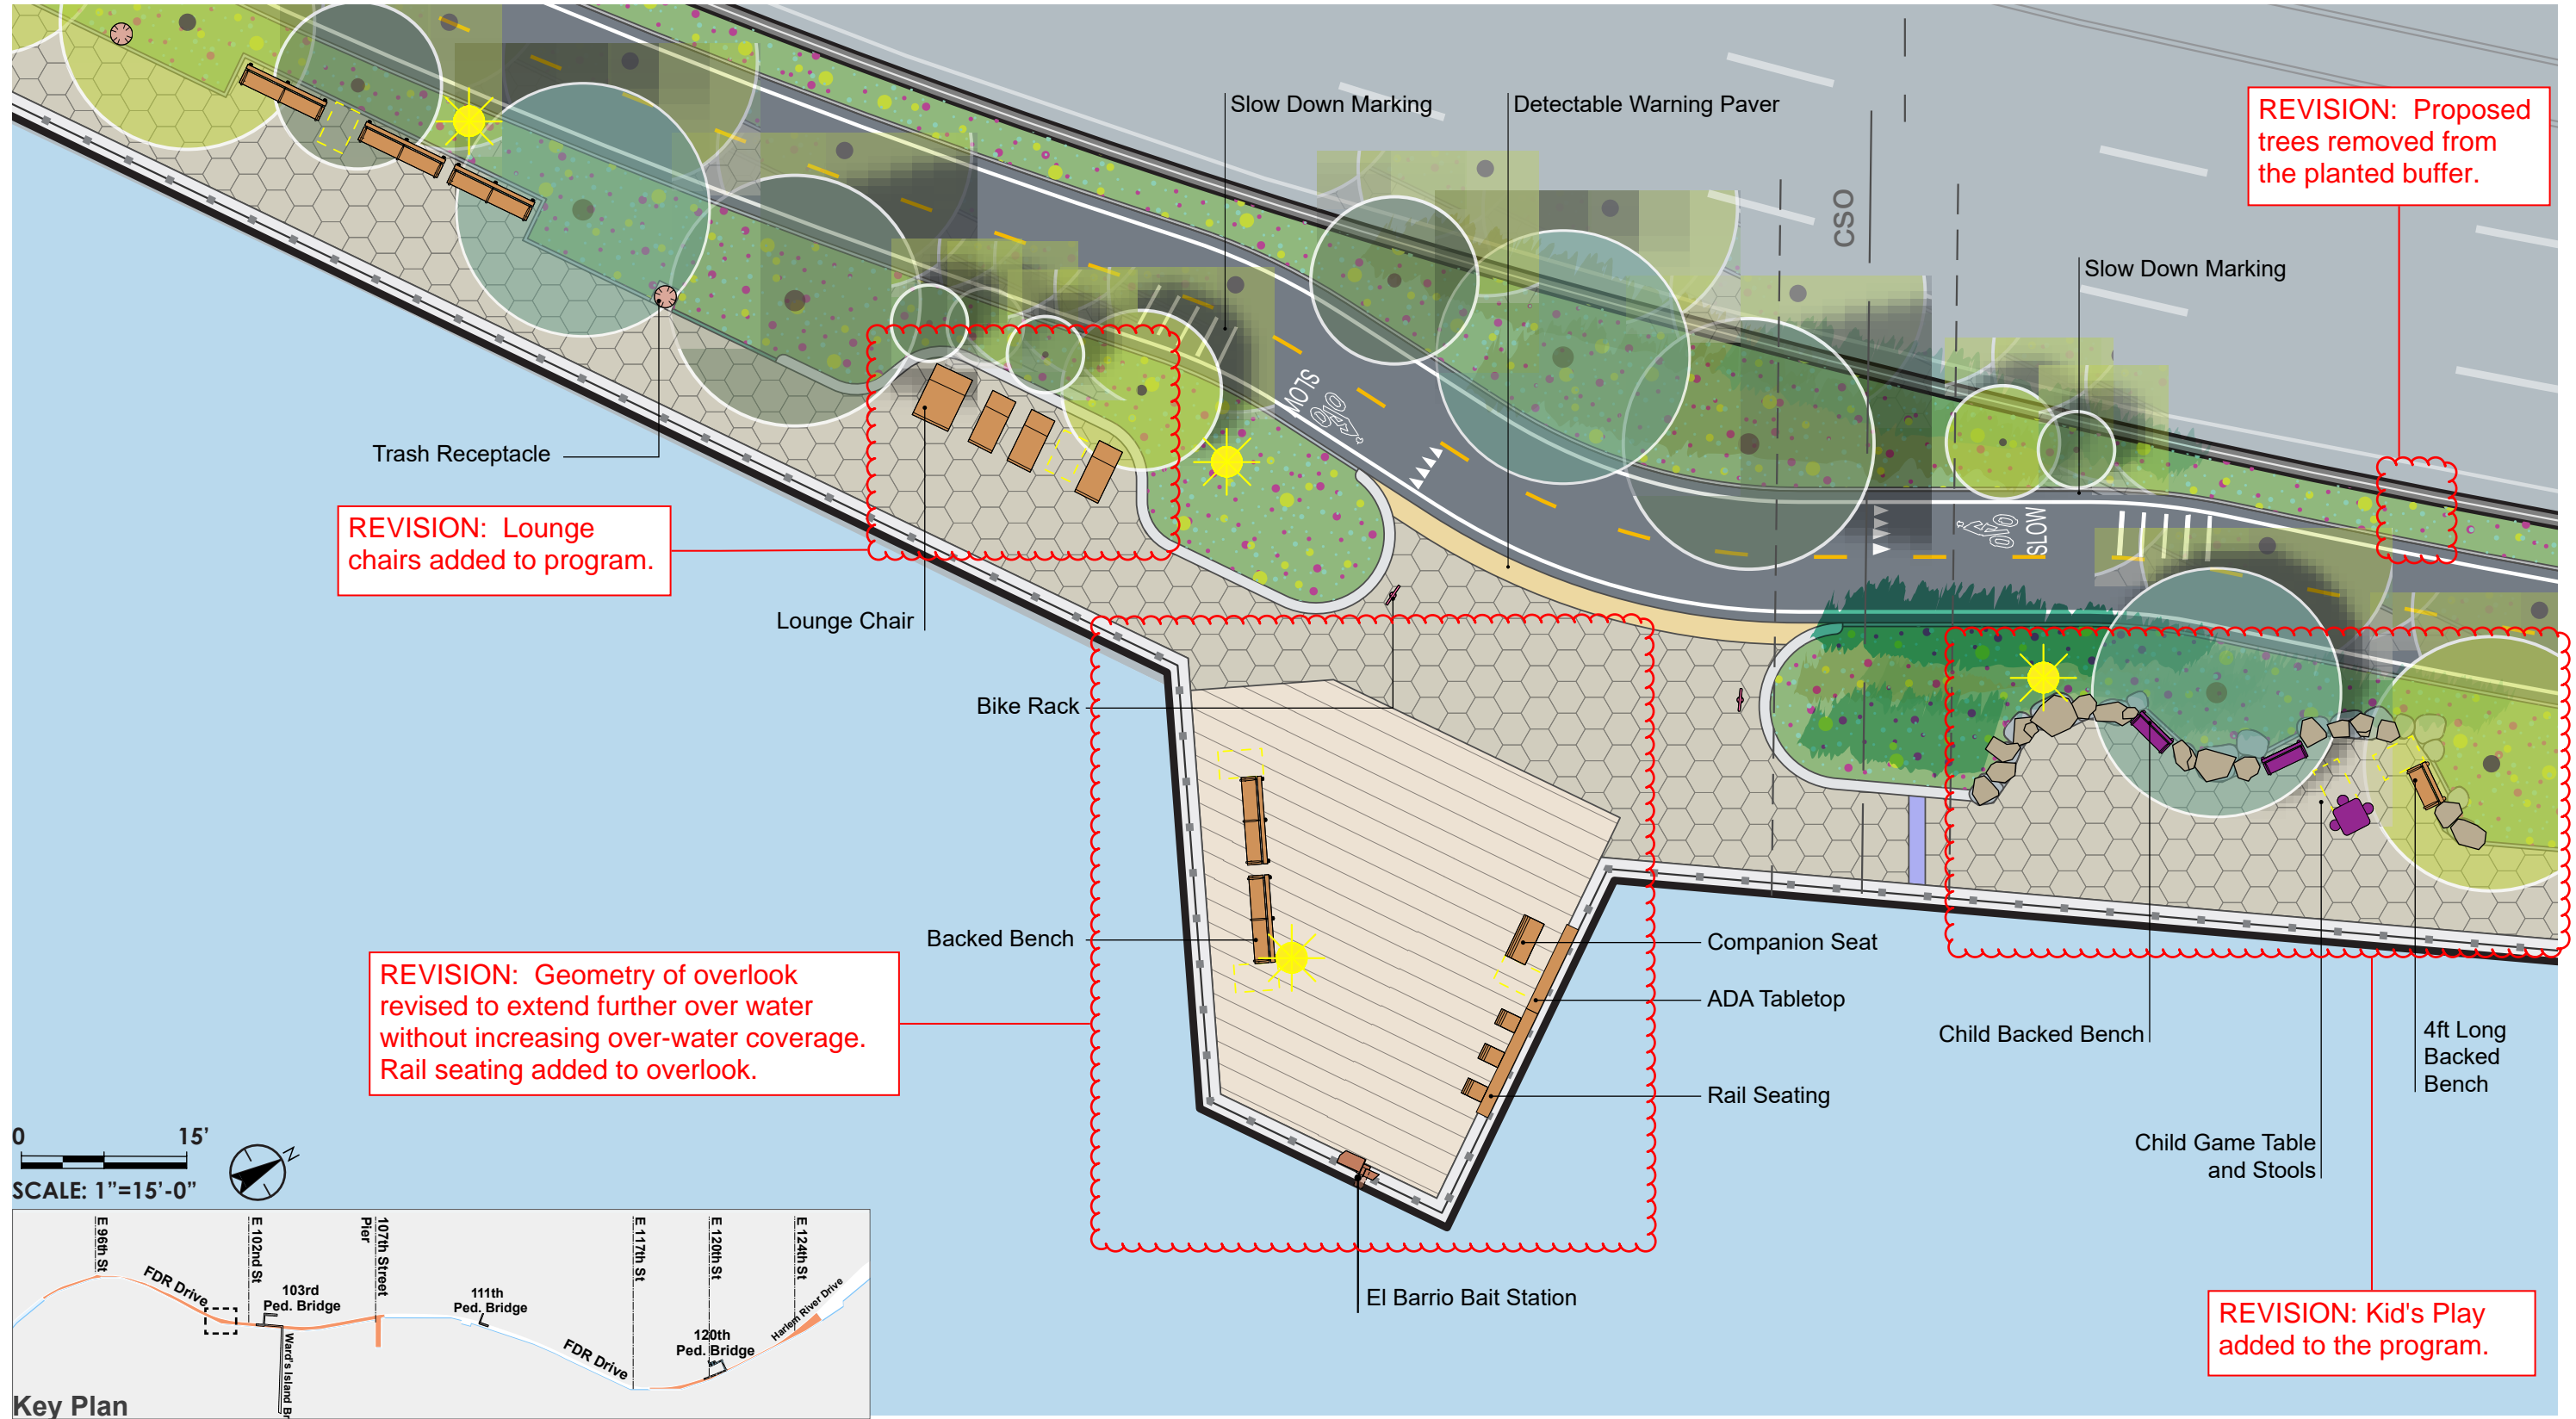 Slow Down Marking
Detectable Warning Paver
CSO
REVISION:  Proposed
trees removed from
the planted buffer.
Slow Down Marking
SLOW
SLOW
Trash Receptacle
REVISION:  Lounge
chairs added to program.
Lounge Chair
Bike Rack
Backed Bench
REVISION:  Geometry of overlook
revised to extend further over water
without increasing over-water coverage.
Rail seating added to overlook.
Companion Seat
ADA Tabletop
Rail Seating
El Barrio Bait Station
Child Backed Bench
4ft Long
Backed
Bench
Child Game Table
and Stools
REVISION: Kid's Play
added to the program.
0 15’
SCALE: 1”=15’-0”
N
E 96th St
E 102nd St
107th Street
Pier
E 117th St
E 120th St
E 124th St
FDR Drive
103rd
Ped. Bridge
Ward's Island Br
111th
Ped. Bridge
FDR Drive
120th
Ped. Bridge
Harlem River Drive
Key Plan